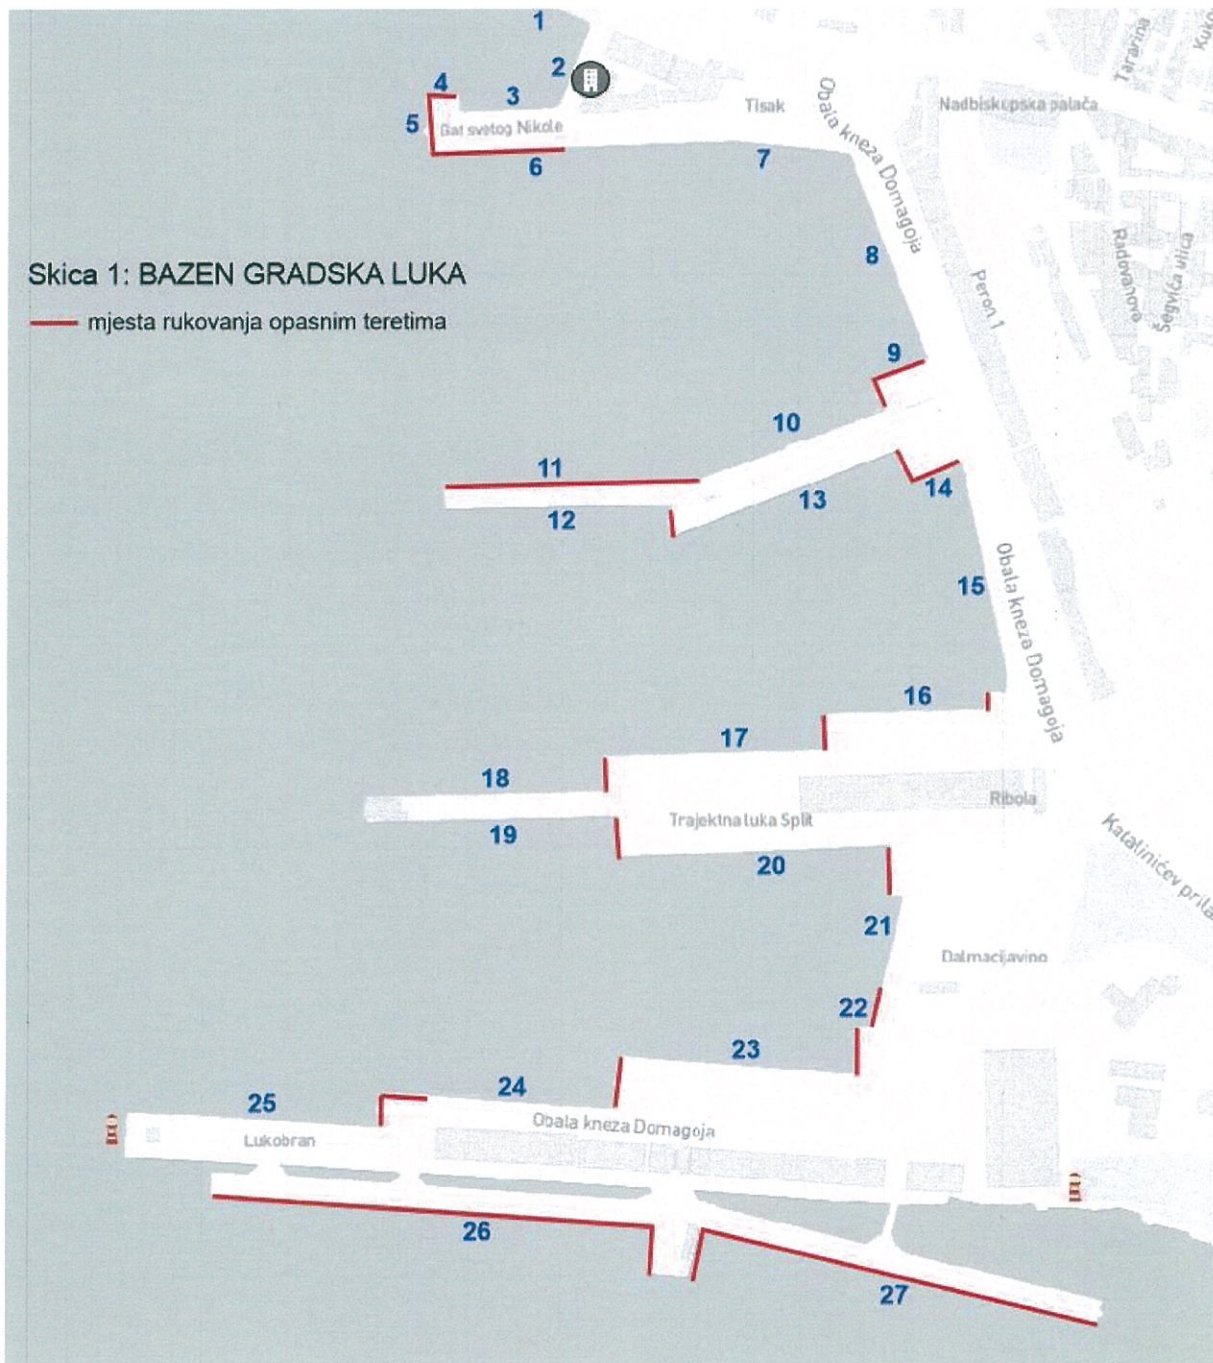 1
2
4
3
5
Gat svetog Nikole
6
7
Tisak
Obala kneza Domagoja
Nadbiskupska palača
Tararina
8
Skica 1: BAZEN GRADSKA LUKA
mjesta rukovanja opasnim teretima
Peron 1
Radovanova
Šegvića ulica
9
10
11
12
13
14
15
Obala kneza Domagoja
16
17
18
19
Trajektna luka Split
Ribola
20
21
Dalmacijavino
22
23
24
25
Obala kneza Domagoja
Lukobran
26
27